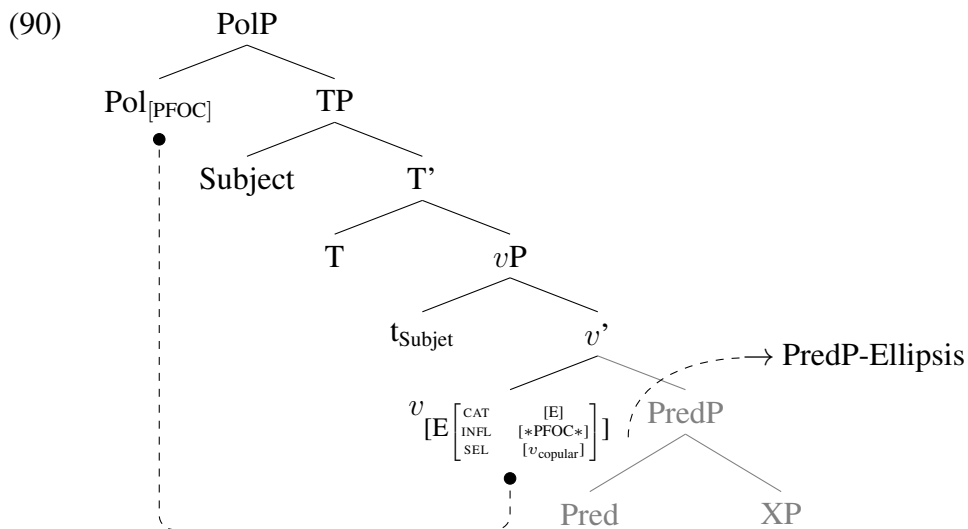 (90) PolP
Pol[PFOC] TP
Subject T’
T vP
tSubjet v’
→ PredP-Ellipsis
v[E[CAT [E] INFL [∗PFOC∗] SEL [vcopular]]] PredP
Pred XP